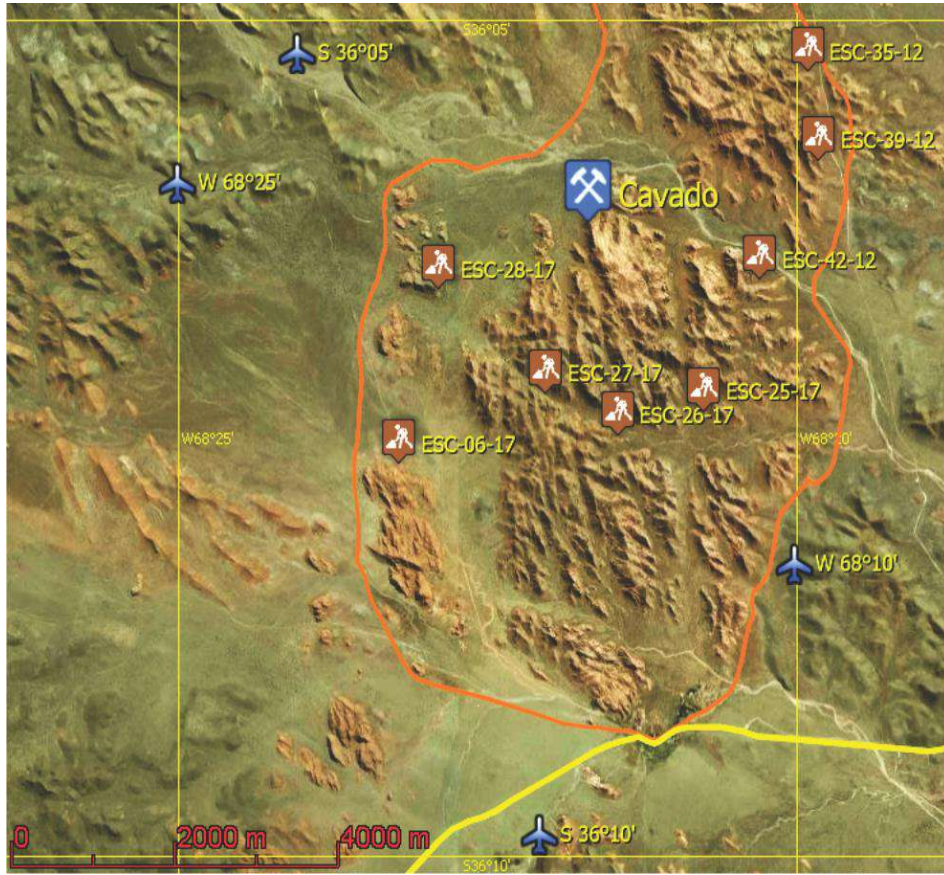 S36°05'
S 36°05'
ESC-35-12
ESC-39-12
W 68°25'
Cavado
ESC-42-12
ESC-28-17
ESC-27-17
ESC-25-17
ESC-26-17
ESC-06-17
W68°25'
W68°10'
W 68°10'
0
2000 m
4000 m
S 36°10'
S36°10'